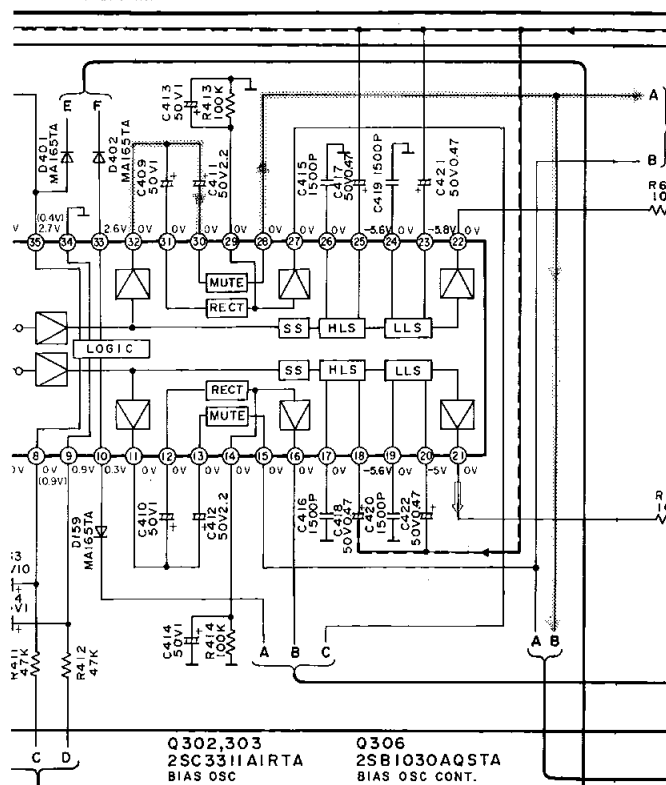 E F
D401
MA165TA
D402
MA165TA
C409
50V1
C411
50V2.2
C413
50V1
R413
100K
C415
1500P
C417
50V0.47
C419 1500P
C421
50V0.47
A
B
R6
10
V (0.4V)
2.7V 2.6V 0V 0V 0V 0V 0V 0V 0V -5.6V 0V -5.8V 0V
35 34 33 32 31 30 29 28 27 26 25 24 23 22
MUTE
RECT
SS HLS LLS
LOGIC
SS HLS LLS
RECT
MUTE
8 9 10 11 12 13 14 15 16 17 18 19 20 21
0V 0V 0.9V 0.3V 0V 0V 0V 0V 0V 0V 0V -5.6V 0V -5V 0V
(0.9V)
D159
MA165TA
C410
50V1
C412
50V2.2
C416
1500P
C418
50V0.47
C420
1500P
C422
50V0.47
R
C414
50V1
R414
100K
A B C
A B
R411
47K
R412
47K
C D
Q302,303
2SC3311AIRTA
BIAS OSC
Q306
2SB1030AQSTA
BIAS OSC CONT.